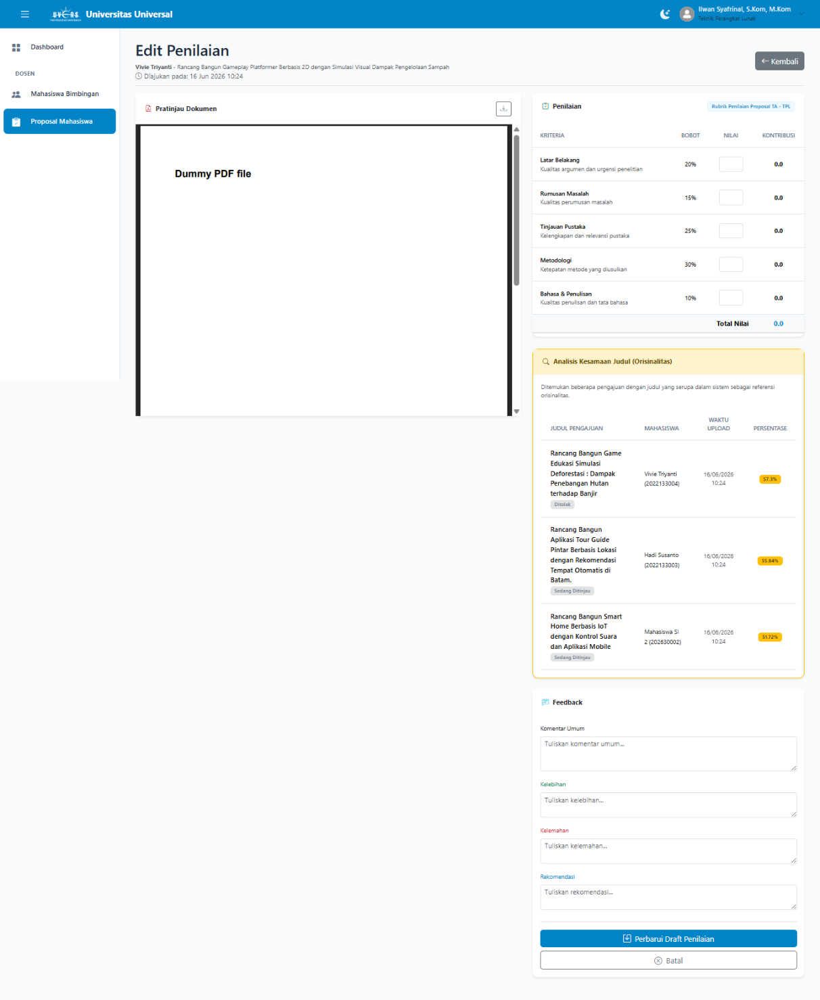 UVERS
UNIVERSITAS UNIVERSAL
Universitas Universal
Ilwan Syafrinal, S.Kom, M.Kom
Teknik Perangkat Lunak
Dashboard
DOSEN
Mahasiswa Bimbingan
Proposal Mahasiswa
Edit Penilaian
Vivie Triyanti - Rancang Bangun Gameplay Platformer Berbasis 2D dengan Simulasi Visual Dampak Pengelolaan Sampah
Diajukan pada: 16 Jun 2026 10:24
← Kembali
Pratinjau Dokumen
Dummy PDF file
Penilaian
Rubrik Penilaian Proposal TA - TPL
KRITERIA BOBOT NILAI KONTRIBUSI
Latar Belakang
Kualitas argumen dan urgensi penelitian
20% 0.0
Rumusan Masalah
Kualitas perumusan masalah
15% 0.0
Tinjauan Pustaka
Kelengkapan dan relevansi pustaka
25% 0.0
Metodologi
Ketepatan metode yang diusulkan
30% 0.0
Bahasa & Penulisan
Kualitas penulisan dan tata bahasa
10% 0.0
Total Nilai 0.0
Analisis Kesamaan Judul (Orisinalitas)
Ditemukan beberapa pengajuan dengan judul yang serupa dalam sistem sebagai referensi
orisinalitas.
JUDUL PENGAJUAN MAHASISWA WAKTU UPLOAD PERSENTASE
Rancang Bangun Game
Edukasi Simulasi
Deforestasi : Dampak
Penebangan Hutan
terhadap Banjir
Ditolak
Vivie Triyanti
(2022133004)
16/06/2026
10:24
57.3%
Rancang Bangun
Aplikasi Tour Guide
Pintar Berbasis Lokasi
dengan Rekomendasi
Tempat Otomatis di
Batam.
Sedang Ditinjau
Hadi Susanto
(2022133003)
16/06/2026
10:24
55.84%
Rancang Bangun Smart
Home Berbasis IoT
dengan Kontrol Suara
dan Aplikasi Mobile
Sedang Ditinjau
Mahasiswa SI
2 (202630002)
16/06/2026
10:24
51.72%
Feedback
Komentar Umum
Tuliskan komentar umum...
Kelebihan
Tuliskan kelebihan...
Kelemahan
Tuliskan kelemahan...
Rekomendasi
Tuliskan rekomendasi...
Perbarui Draft Penilaian
Batal